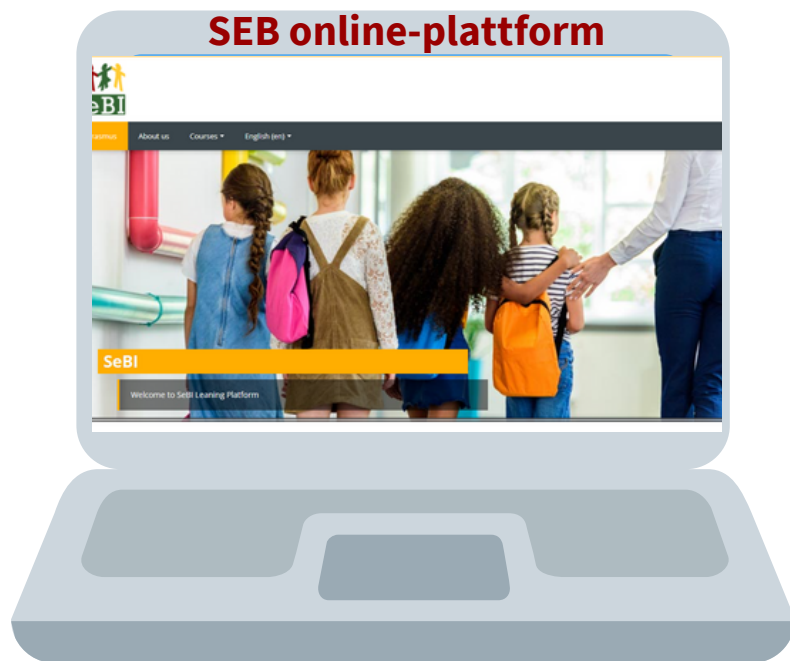 SEB online-plattform
eBI
rasmus About us Courses English (en)
SeBI
Welcome to SeBI Leaning Platform